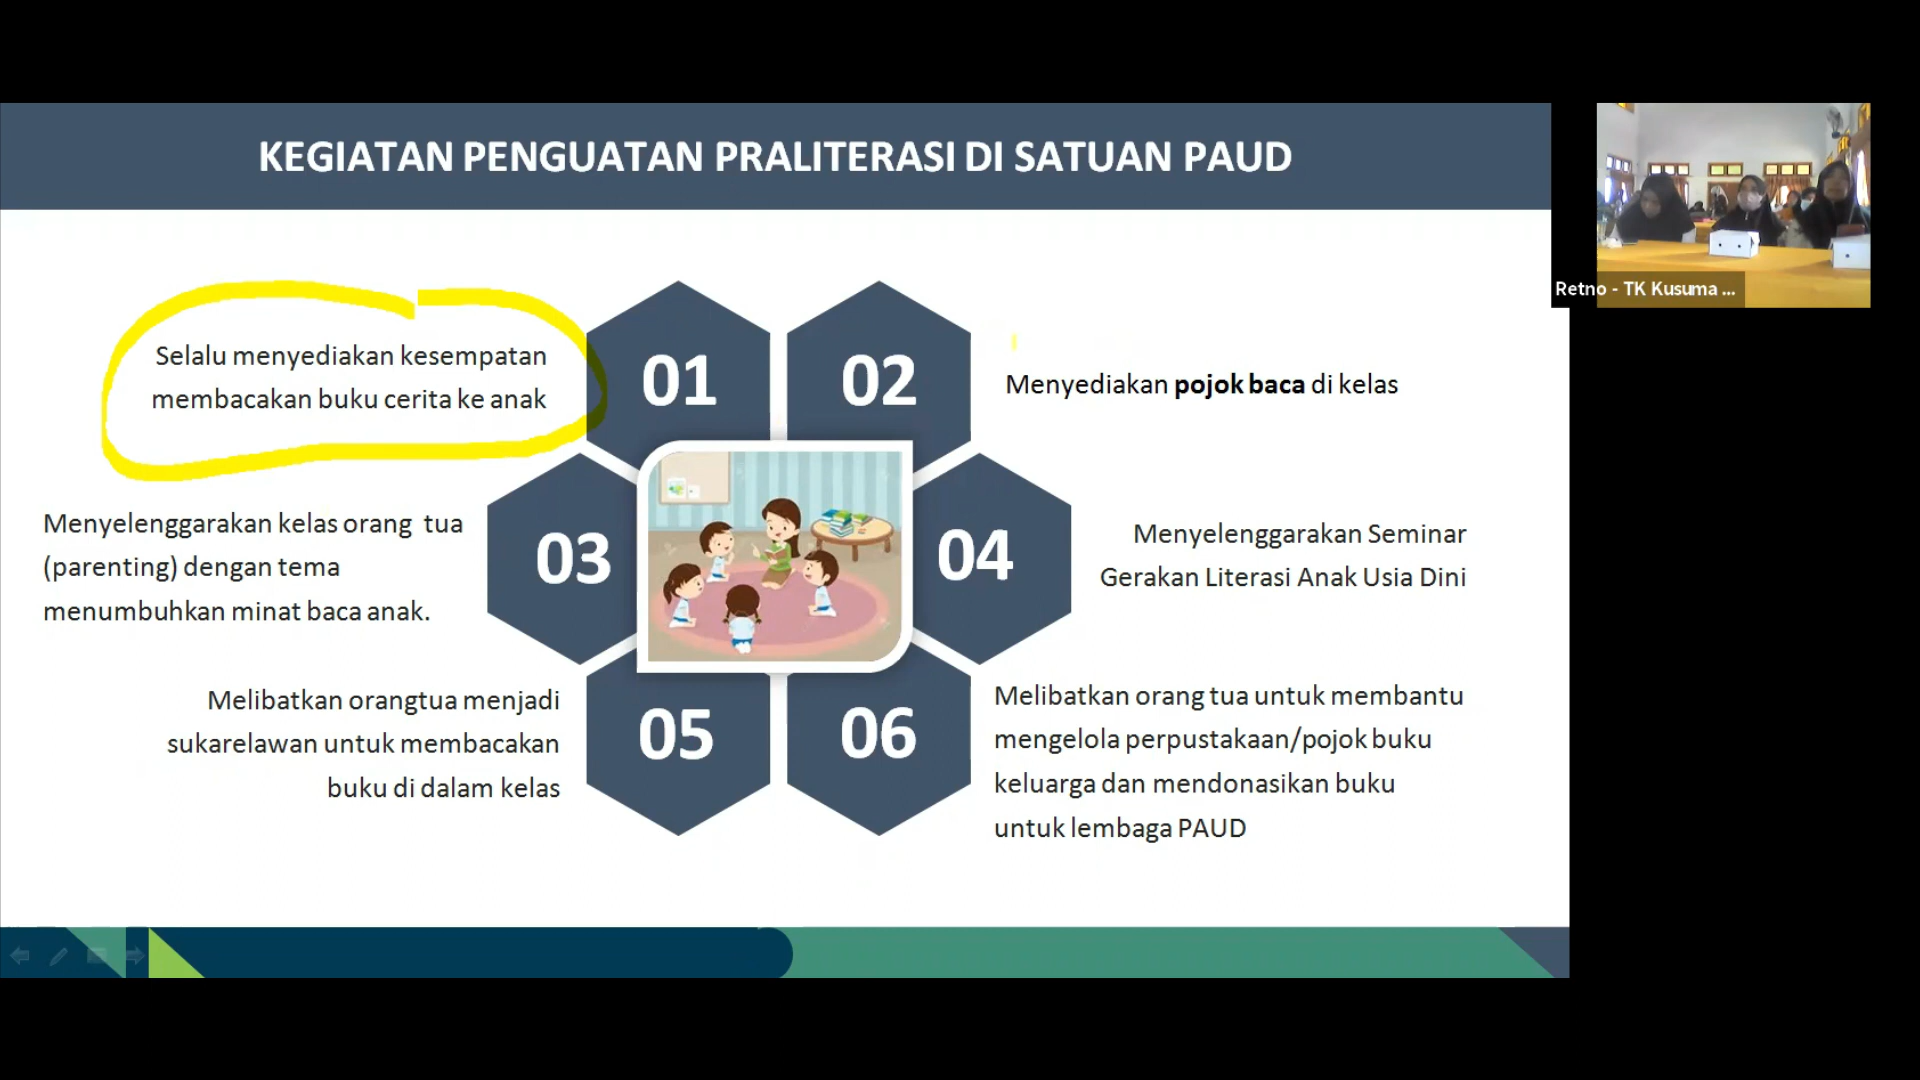 KEGIATAN PENGUATAN PRALITERASI DI SATUAN PAUD
Retno - TK Kusuma ...
Selalu menyediakan kesempatan
membacakan buku cerita ke anak
01
02
Menyediakan pojok baca di kelas
Menyelenggarakan kelas orang tua
(parenting) dengan tema
menumbuhkan minat baca anak.
03
04
Menyelenggarakan Seminar
Gerakan Literasi Anak Usia Dini
Melibatkan orangtua menjadi
sukarelawan untuk membacakan
buku di dalam kelas
05
06
Melibatkan orang tua untuk membantu
mengelola perpustakaan/pojok buku
keluarga dan mendonasikan buku
untuk lembaga PAUD